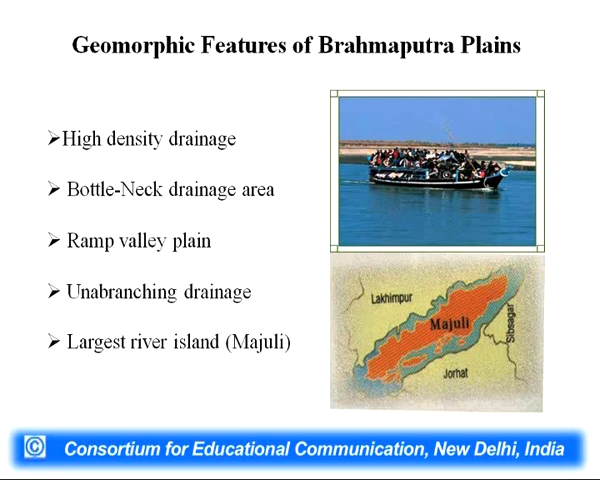 Geomorphic Features of Brahmaputra Plains
➢High density drainage
➢ Bottle-Neck drainage area
➢ Ramp valley plain
➢ Unabranching drainage
➢ Largest river island (Majuli)
Lakhimpur
Majuli
Sibsagar
Jorhat
© Consortium for Educational Communication, New Delhi, India